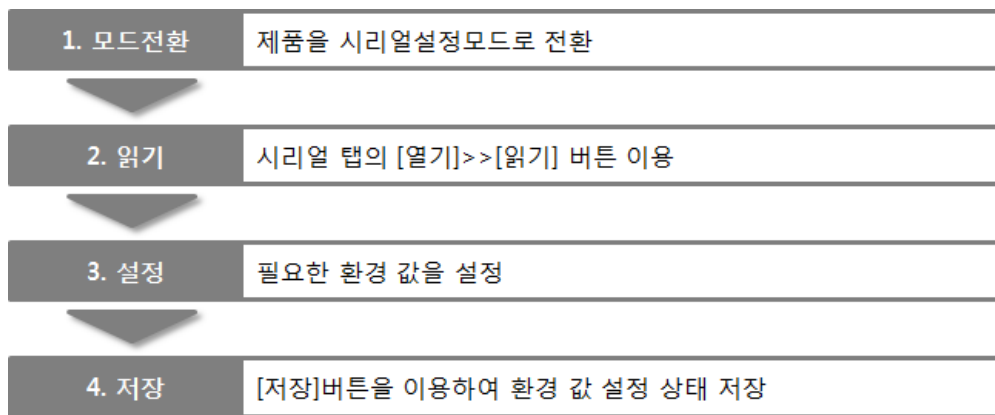 1. 모드전환 제품을 시리얼설정모드로 전환
2. 읽기 시리얼 탭의 [열기]>>[읽기] 버튼 이용
3. 설정 필요한 환경 값을 설정
4. 저장 [저장]버튼을 이용하여 환경 값 설정 상태 저장